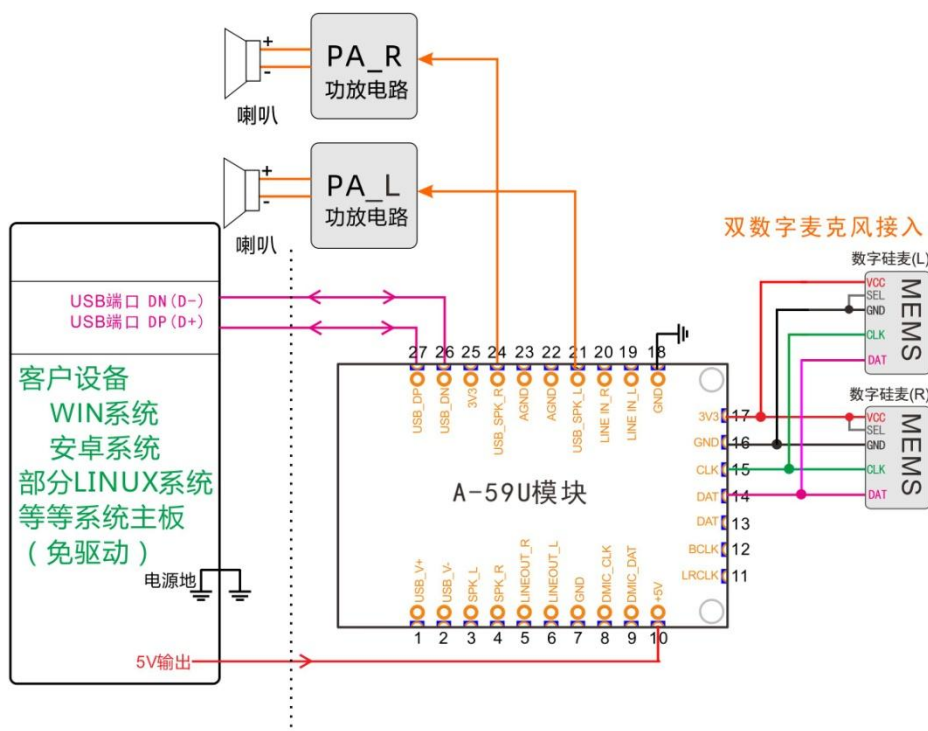 PA_R
功放电路
+
-
喇叭
PA_L
功放电路
+
-
喇叭
双数字麦克风接入
数字硅麦(L)
VCC
SEL
GND
CLK
DAT
MEMS
数字硅麦(R)
VCC
SEL
GND
CLK
DAT
MEMS
USB端口 DN(D-)
USB端口 DP(D+)
客户设备
WIN系统
安卓系统
部分LINUX系统
等等系统主板
(免驱动)
电源地
5V输出
27 26 25 24 23 22 21 20 19 18
USB_DP USB_DN 3V3 USB_SPK_R AGND AGND USB_SPK_L LINE IN_R LINE IN_L GND
3V3 17
GND 16
CLK 15
DAT 14
DAT 13
BCLK 12
LRCLK 11
A-59U模块
USB_V+ USB_V- SPK_L SPK_R LINEOUT_R LINEOUT_L GND DMIC_CLK DMIC_DAT +5V
1 2 3 4 5 6 7 8 9 10